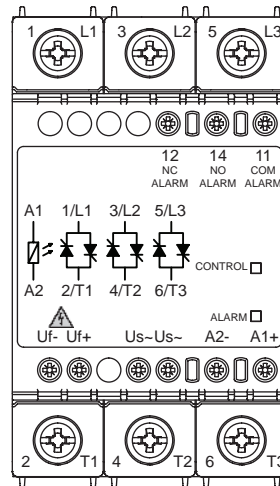 1 L1 3 L2 5 L3
12 14 11
NC NO COM
ALARM ALARM ALARM
A1 1/L1 3/L2 5/L3
CONTROL
A2 2/T1 4/T2 6/T3
ALARM
Uf- Uf+ Us~Us~ A2- A1+
2 T1 4 T2 6 T3